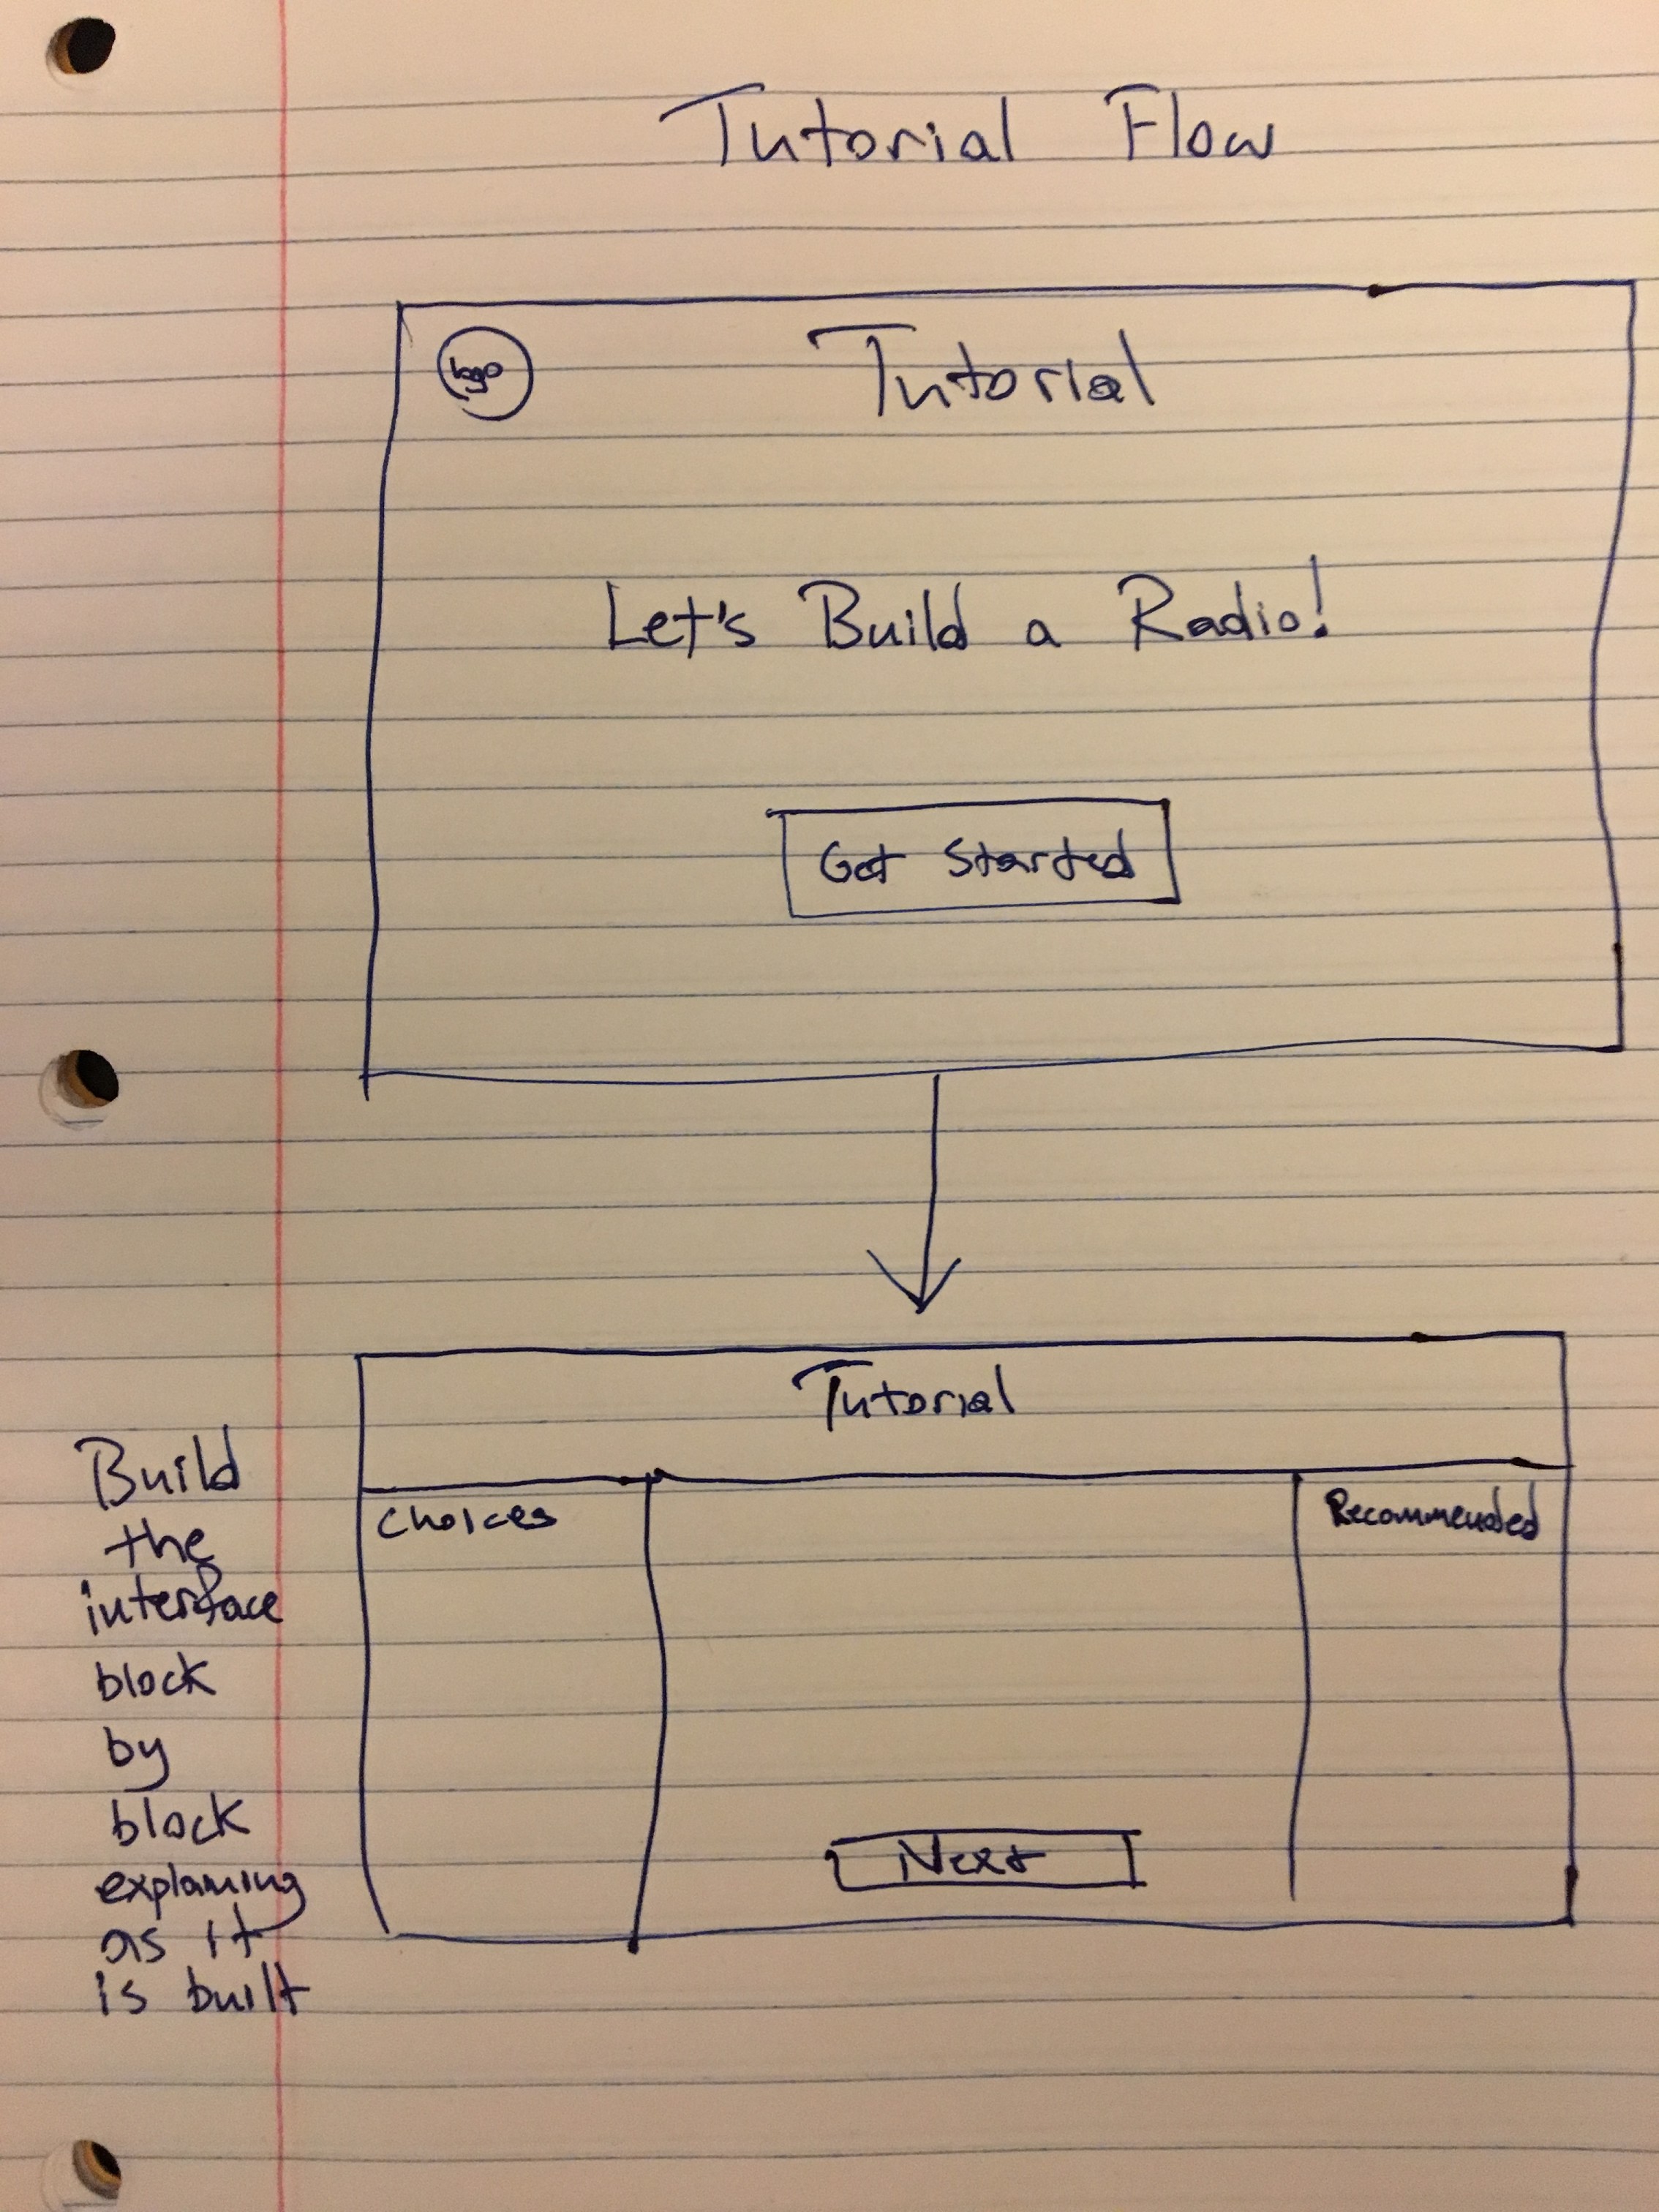 Tutorial Flow
logo
Tutorial
Let's Build a Radio!
Get Started
Tutorial
Choices
Recommended
Next
Build
the
interface
block
by
block
explaming
as it
is built